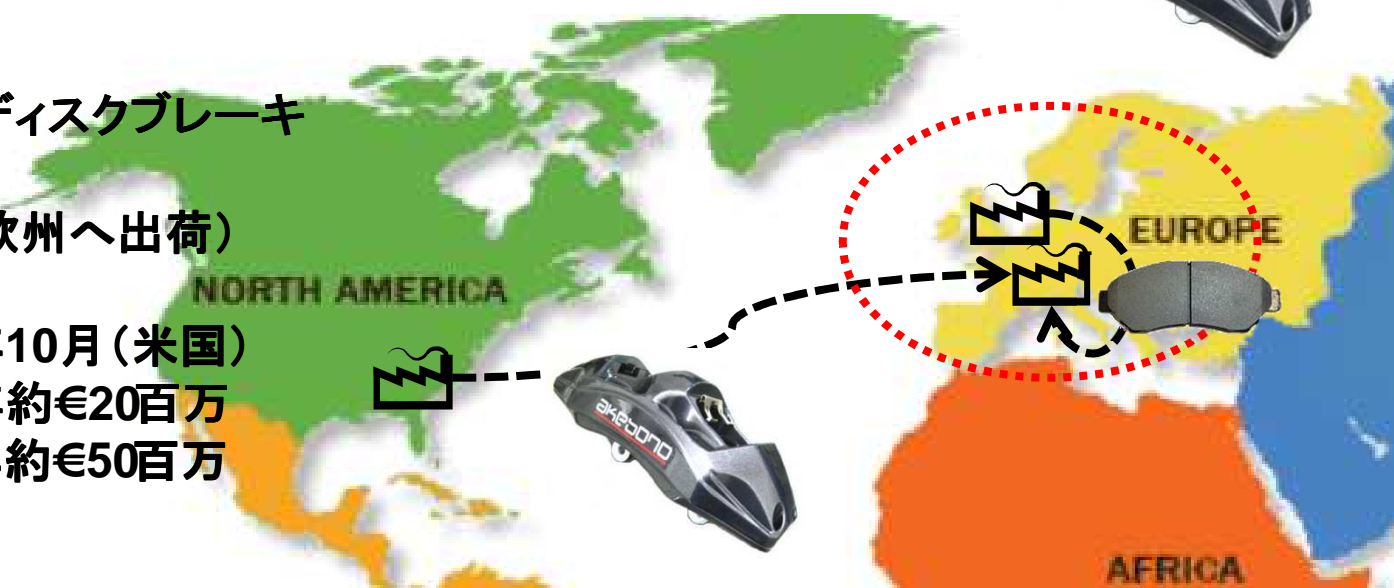 ディスクブレーキ
欧州へ出荷）
NORTH AMERICA
EUROPE
年10月（米国）
約€20百万
約€50百万
akebono
AFRICA